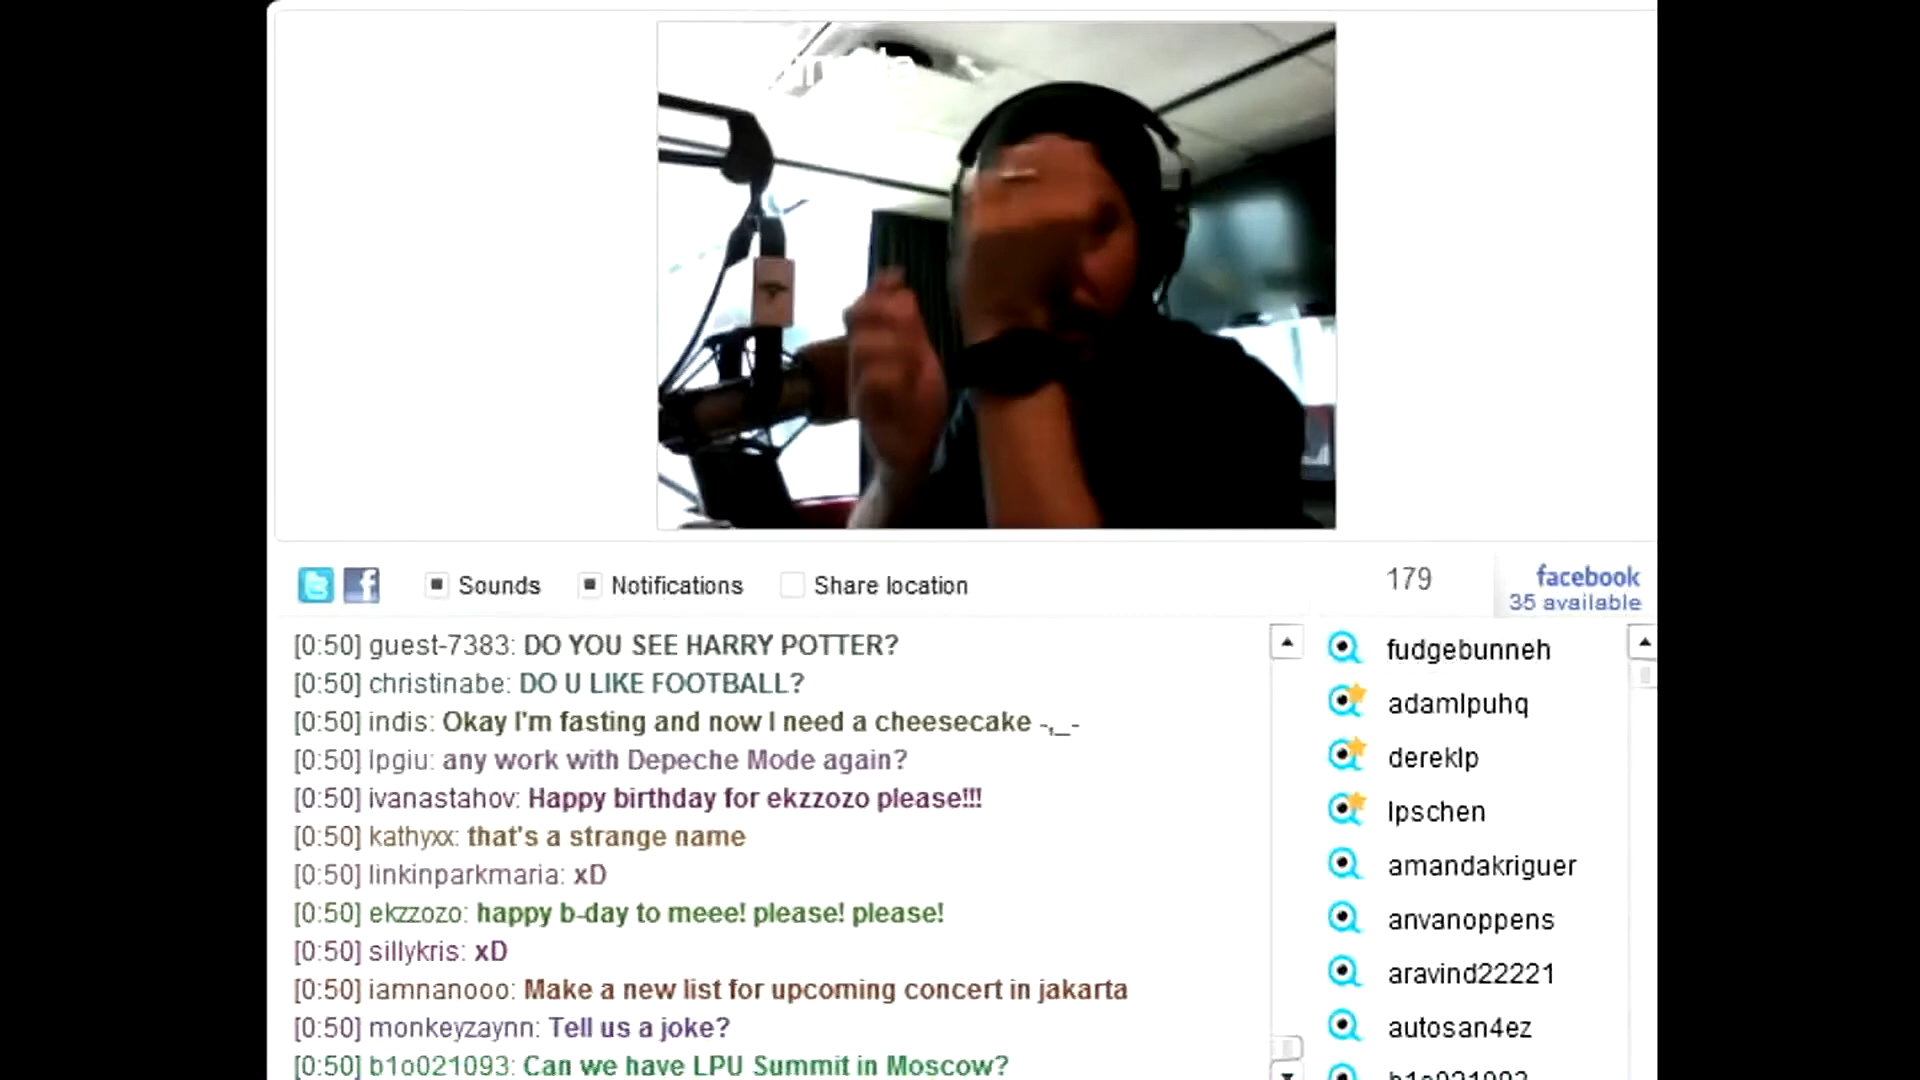 Sounds
Notifications
Share location
179
facebook
35 available
[0:50] guest-7383: DO YOU SEE HARRY POTTER?
[0:50] christinabe: DO U LIKE FOOTBALL?
[0:50] indis: Okay I'm fasting and now I need a cheesecake -,_-
[0:50] lpgiu: any work with Depeche Mode again?
[0:50] ivanastahov: Happy birthday for ekzzozo please!!!
[0:50] kathyxx: that's a strange name
[0:50] linkinparkmaria: xD
[0:50] ekzzozo: happy b-day to meee! please! please!
[0:50] sillykris: xD
[0:50] iamnanooo: Make a new list for upcoming concert in jakarta
[0:50] monkeyzaynn: Tell us a joke?
[0:50] b1o021093: Can we have LPU Summit in Moscow?
fudgebunneh
adamlpuhq
dereklp
lpschen
amandakriguer
anvanoppens
aravind22221
autosan4ez
b1o021093